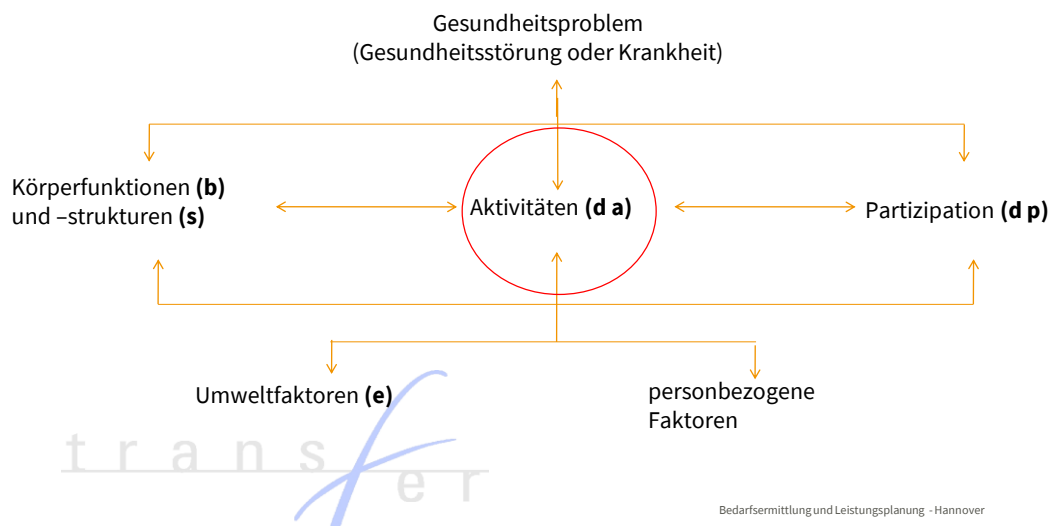 Gesundheitsproblem
(Gesundheitsstörung oder Krankheit)
Körperfunktionen (b)
und –strukturen (s)
Aktivitäten (d a)
Partizipation (d p)
Umweltfaktoren (e)
personbezogene
Faktoren
transfer
Bedarfsermittlung und Leistungsplanung - Hannover